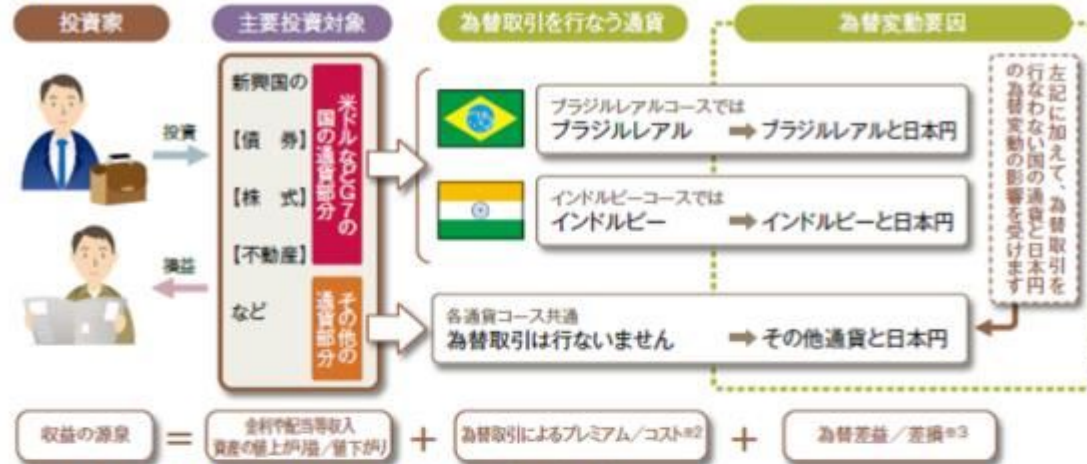 投資家
主要投資対象
為替取引を行なう通貨
為替変動要因
投資
損益
新興国の
【債 券】
【株 式】
【不動産】
など
米ドルなどG7の
国の通貨部分
その他の
通貨部分
ブラジルレアルコースでは
ブラジルレアル ➡ ブラジルレアルと日本円
インドルピーコースでは
インドルピー ➡ インドルピーと日本円
各通貨コース共通
為替取引は行ないません ➡ その他通貨と日本円
左記に加えて、為替取引を
行なわない国の通貨と日本円
の為替変動の影響を受けます
収益の源泉
=
金利や配当等収入
資産の値上がり益/値下がり
+
為替取引によるプレミアム/コスト※2
+
為替差益/差損※3